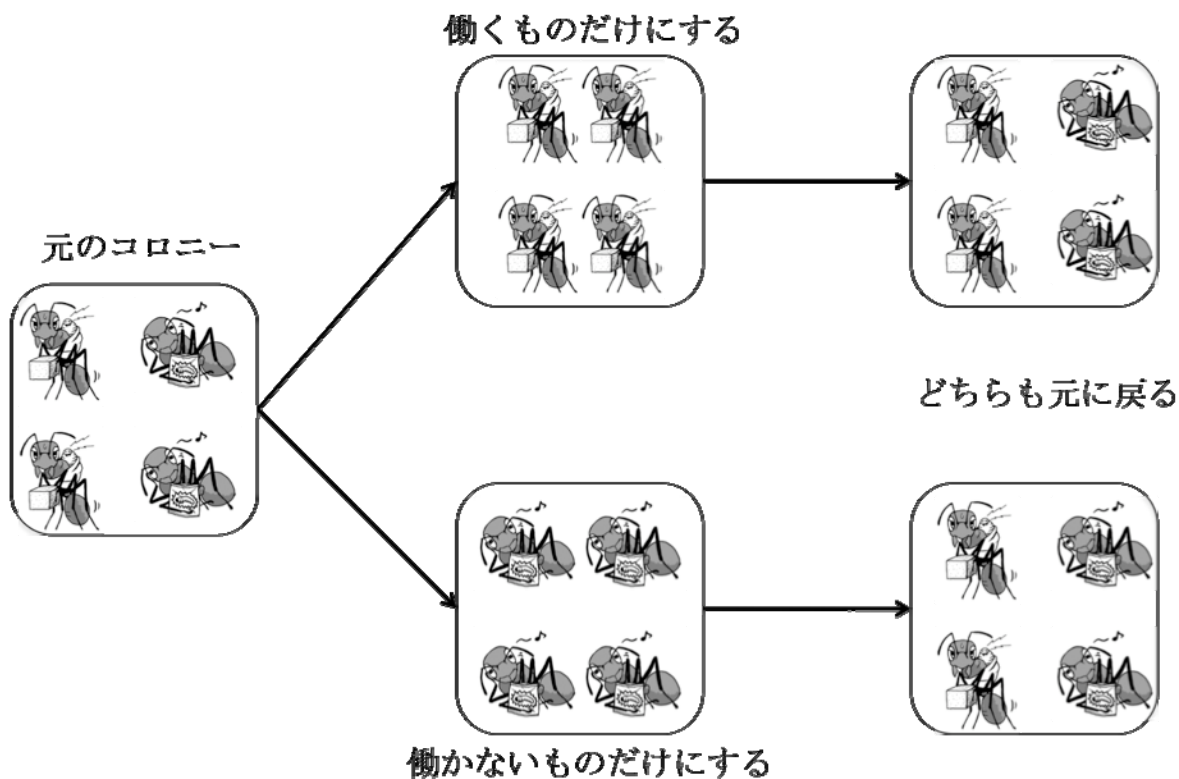 働くものだけにする
元のコロニー
どちらも元に戻る
働かないものだけにする